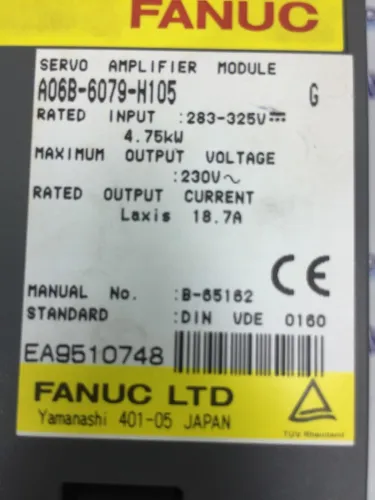 FANUC
SERVO AMPLIFIER MODULE
A06B-6079-H105 G
RATED INPUT :283-325V⎓
4.75kW
MAXIMUM OUTPUT VOLTAGE
:230V~
RATED OUTPUT CURRENT
Laxis 18.7A
CE
MANUAL No. :B-65162
STANDARD :DIN VDE 0160
EA9510748
FANUC LTD
Yamanashi 401-05 JAPAN
TÜV Rheinland